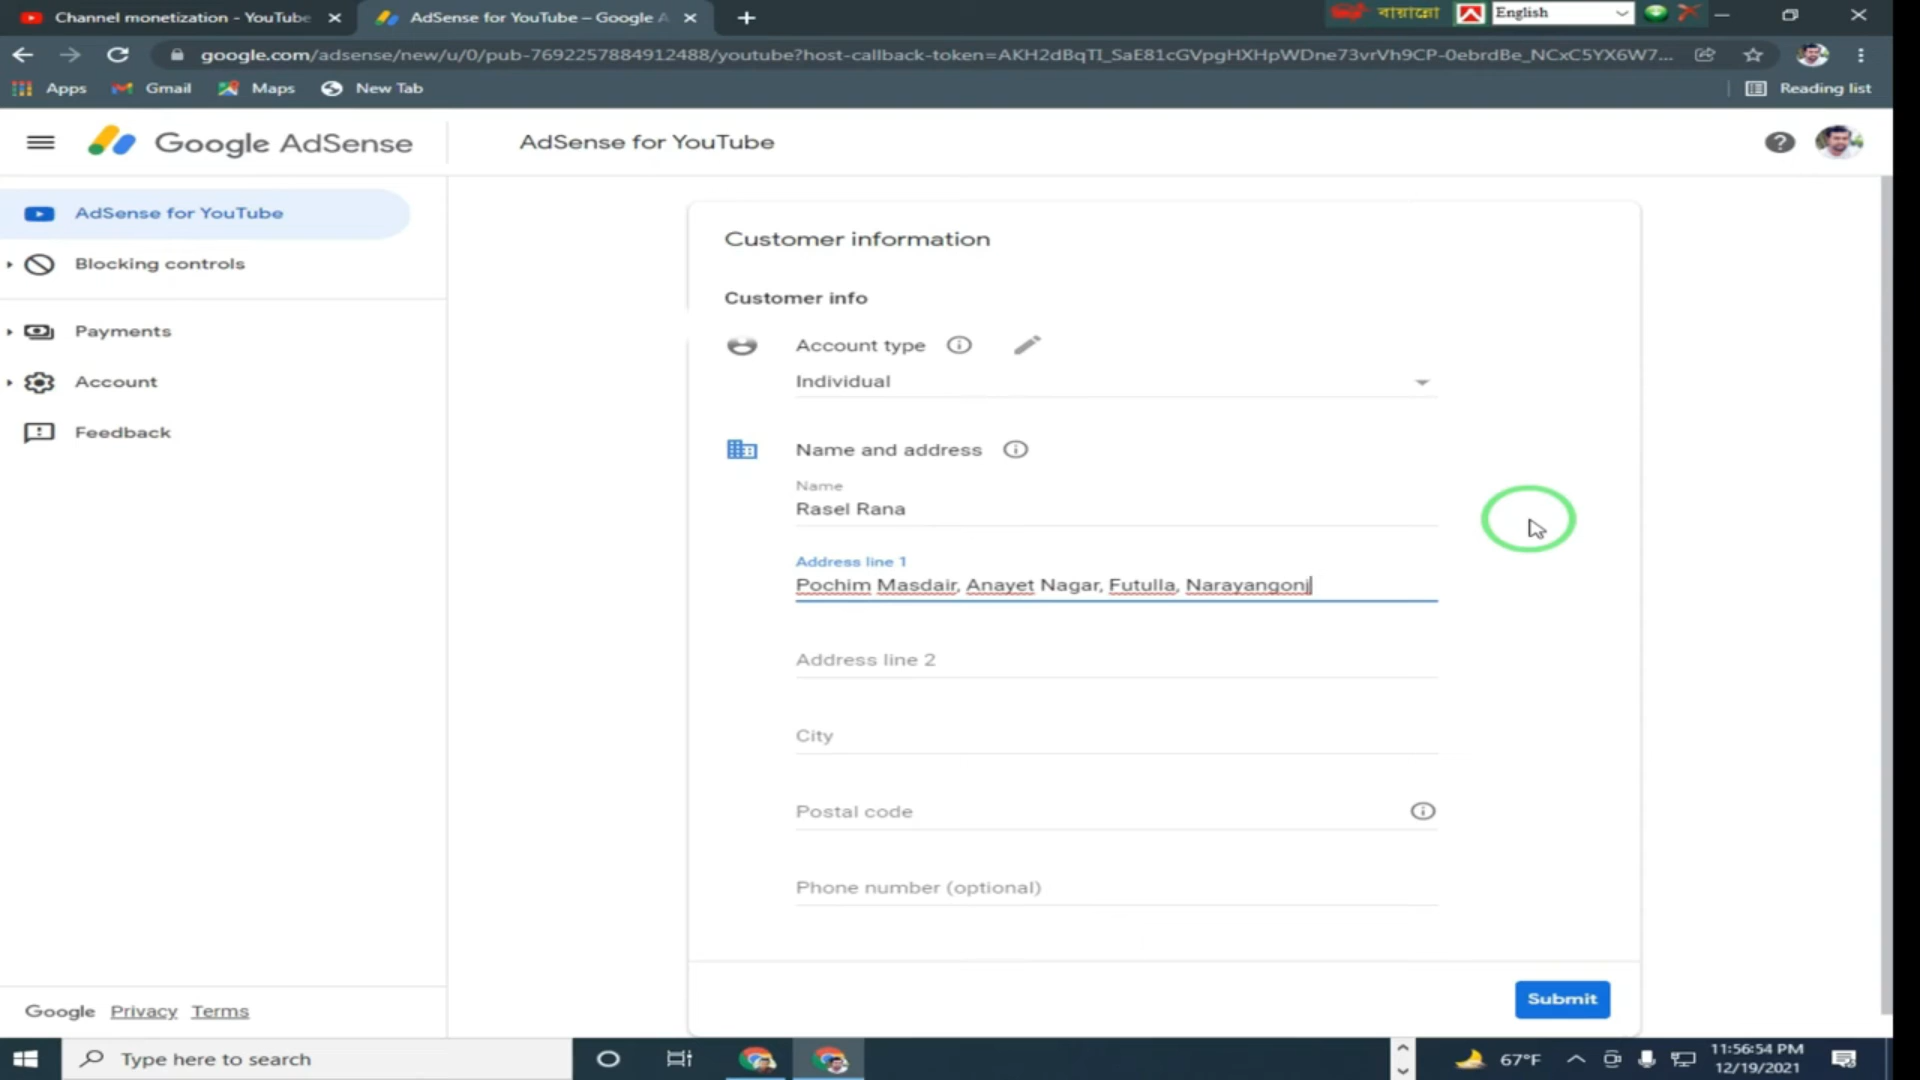 Channel monetization - YouTube
AdSense for YouTube – Google A
বায়ান্নো
English
google.com/adsense/new/u/0/pub-7692257884912488/youtube?host-callback-token=AKH2dBqTI_SaE81cGVpgHXHpWDne73vrVh9CP-0ebrdBe_NCxC5YX6W7...
Apps
Gmail
Maps
New Tab
Reading list
Google AdSense
AdSense for YouTube
AdSense for YouTube
Blocking controls
Payments
Account
Feedback
Customer information
Customer info
Account type
Individual
Name and address
Name
Rasel Rana
Address line 1
Pochim Masdair, Anayet Nagar, Futulla, Narayangonj
Address line 2
City
Postal code
Phone number (optional)
Submit
Google Privacy Terms
Type here to search
67°F
11:56:54 PM
12/19/2021